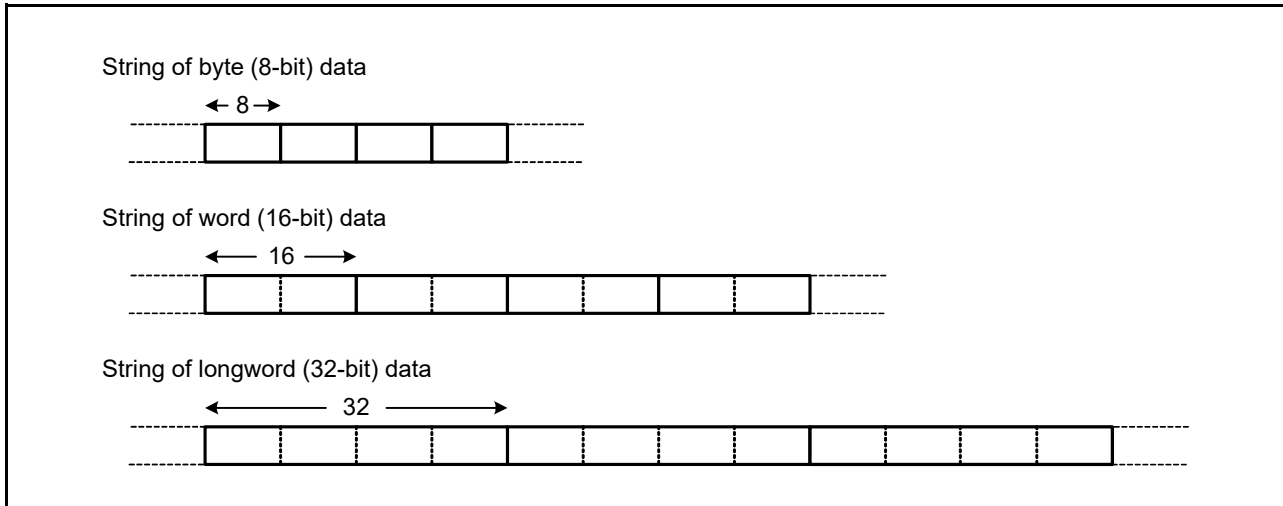 String of byte (8-bit) data
8
String of word (16-bit) data
16
String of longword (32-bit) data
32